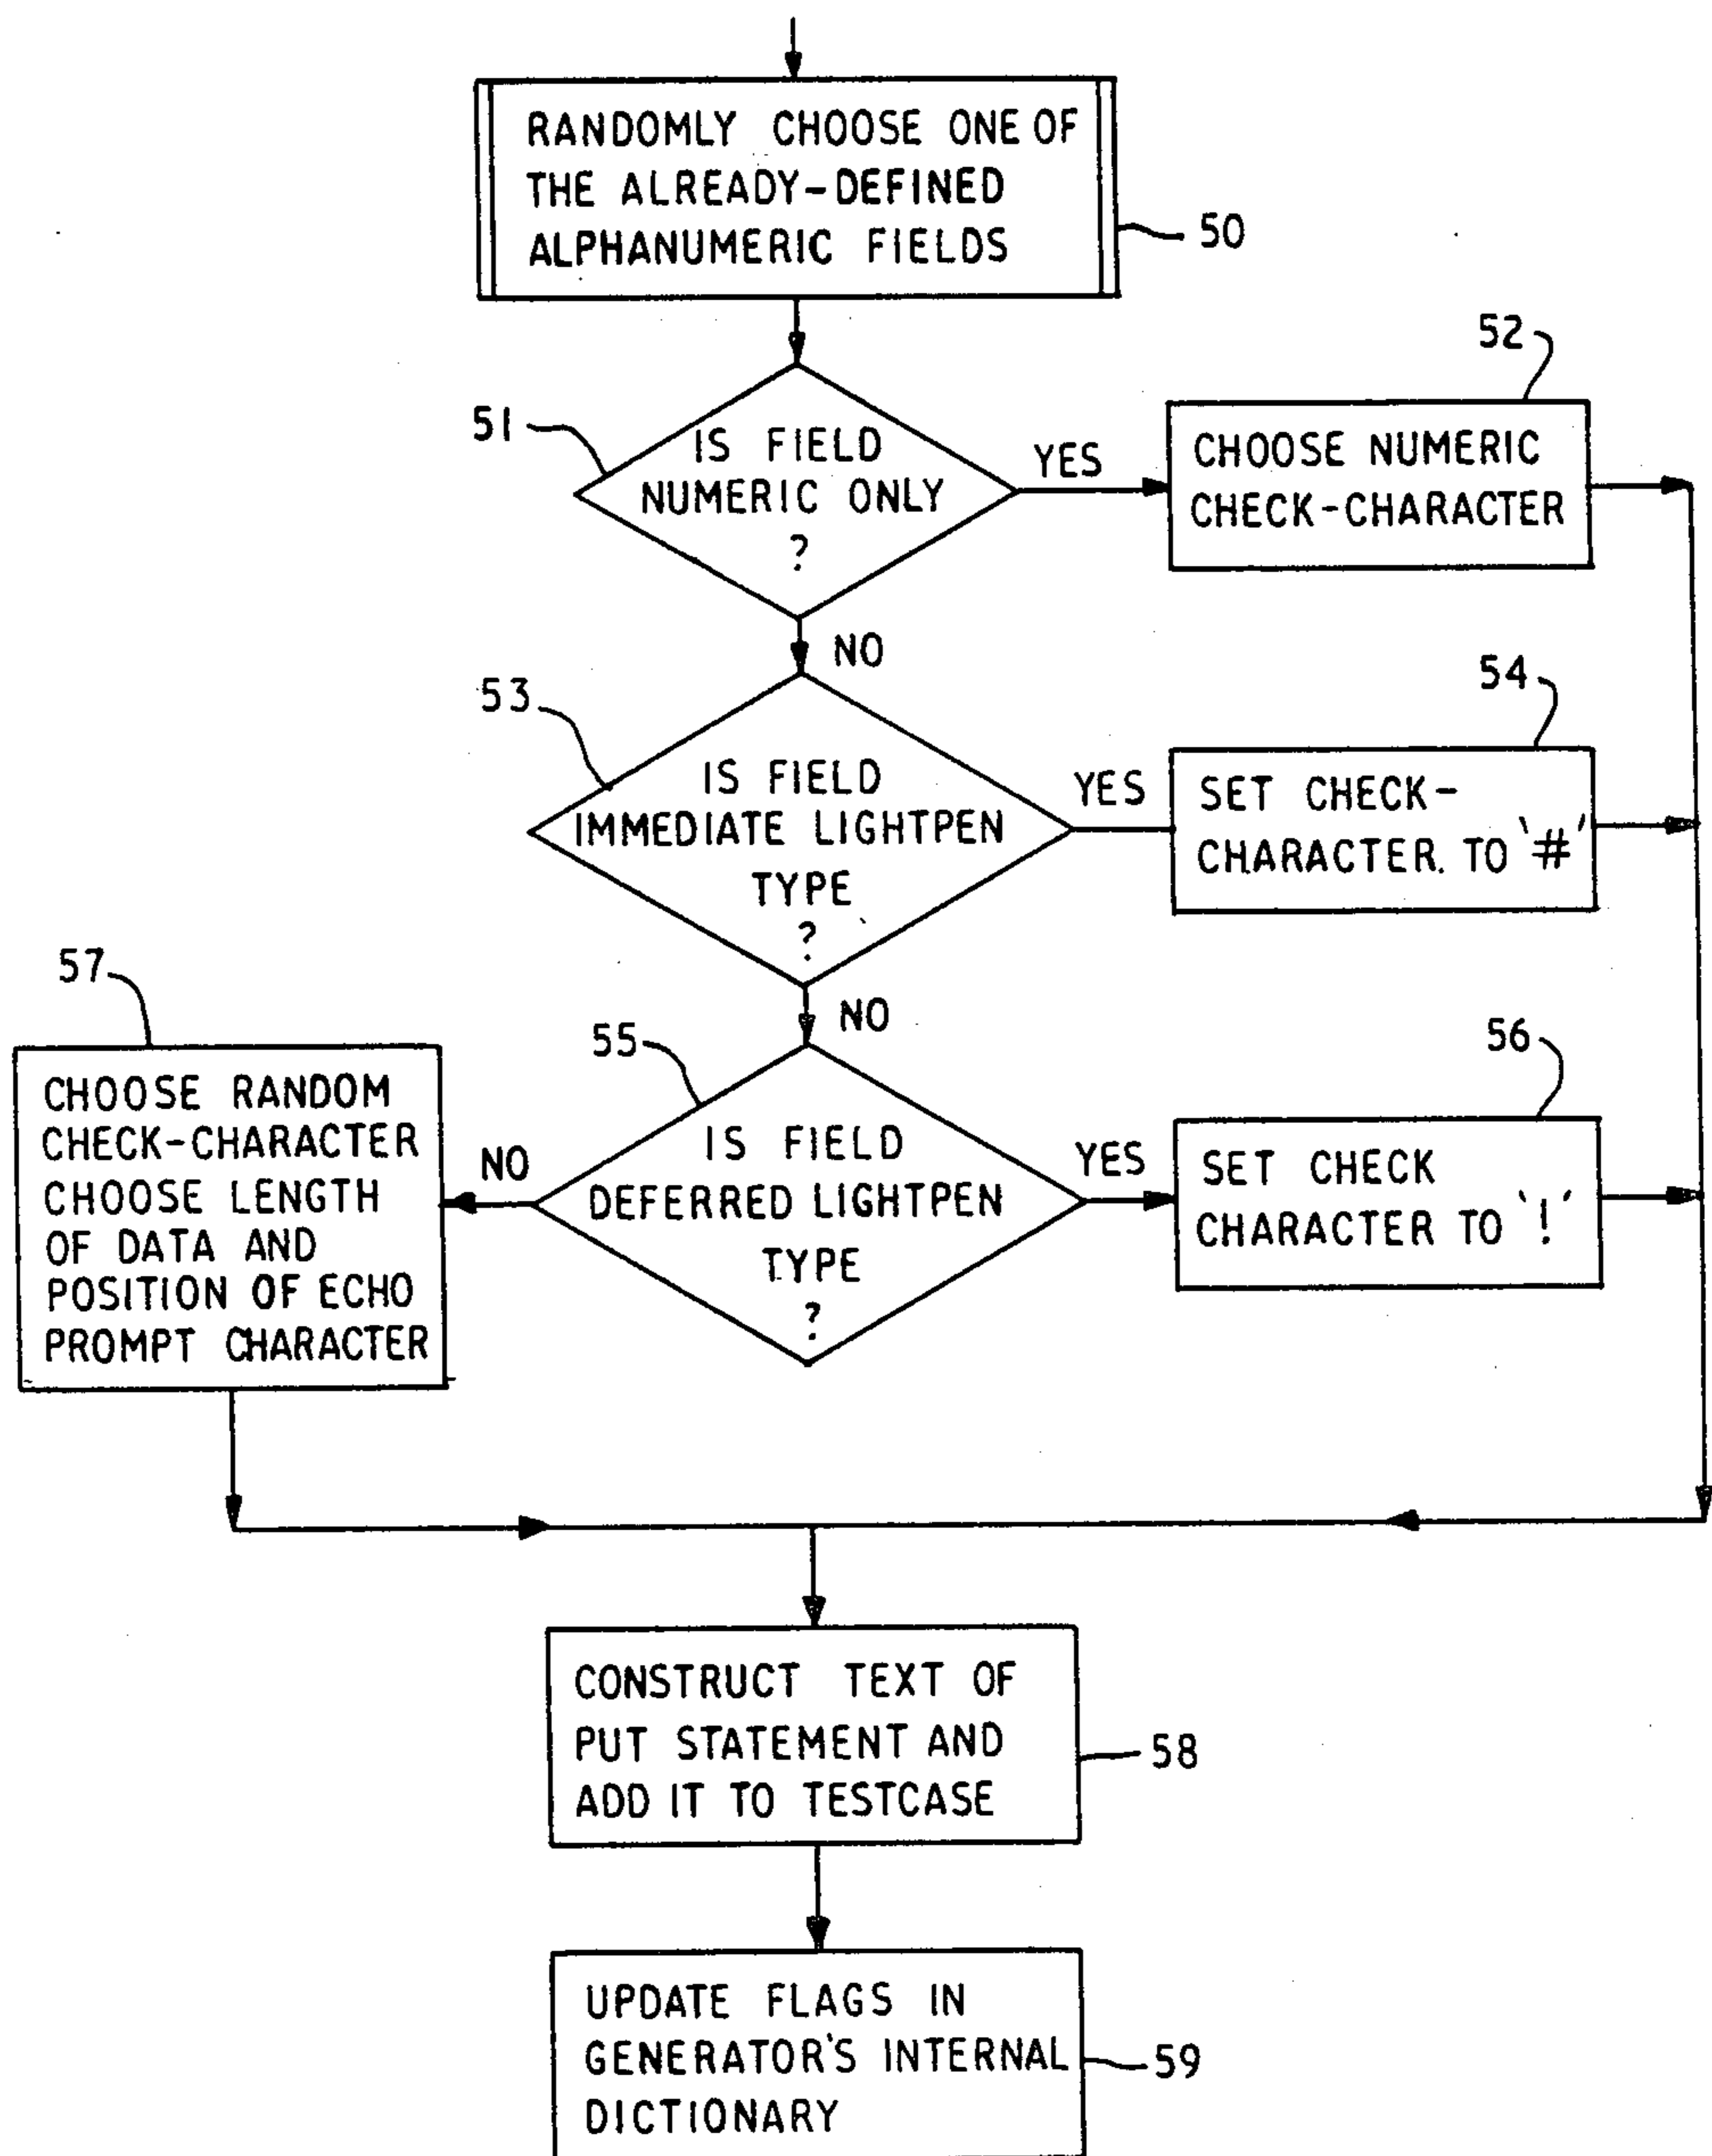 RANDOMLY CHOOSE ONE OF
THE ALREADY-DEFINED
ALPHANUMERIC FIELDS
50
51
IS FIELD
NUMERIC ONLY
?
YES
52
CHOOSE NUMERIC
CHECK-CHARACTER
NO
53
IS FIELD
IMMEDIATE LIGHTPEN
TYPE
?
YES
54
SET CHECK-
CHARACTER. TO '#'
NO
55
IS FIELD
DEFERRED LIGHTPEN
TYPE
?
YES
56
SET CHECK
CHARACTER TO '!'
NO
57
CHOOSE RANDOM
CHECK-CHARACTER
CHOOSE LENGTH
OF DATA AND
POSITION OF ECHO
PROMPT CHARACTER
CONSTRUCT TEXT OF
PUT STATEMENT AND
ADD IT TO TESTCASE
58
UPDATE FLAGS IN
GENERATOR'S INTERNAL
DICTIONARY
59